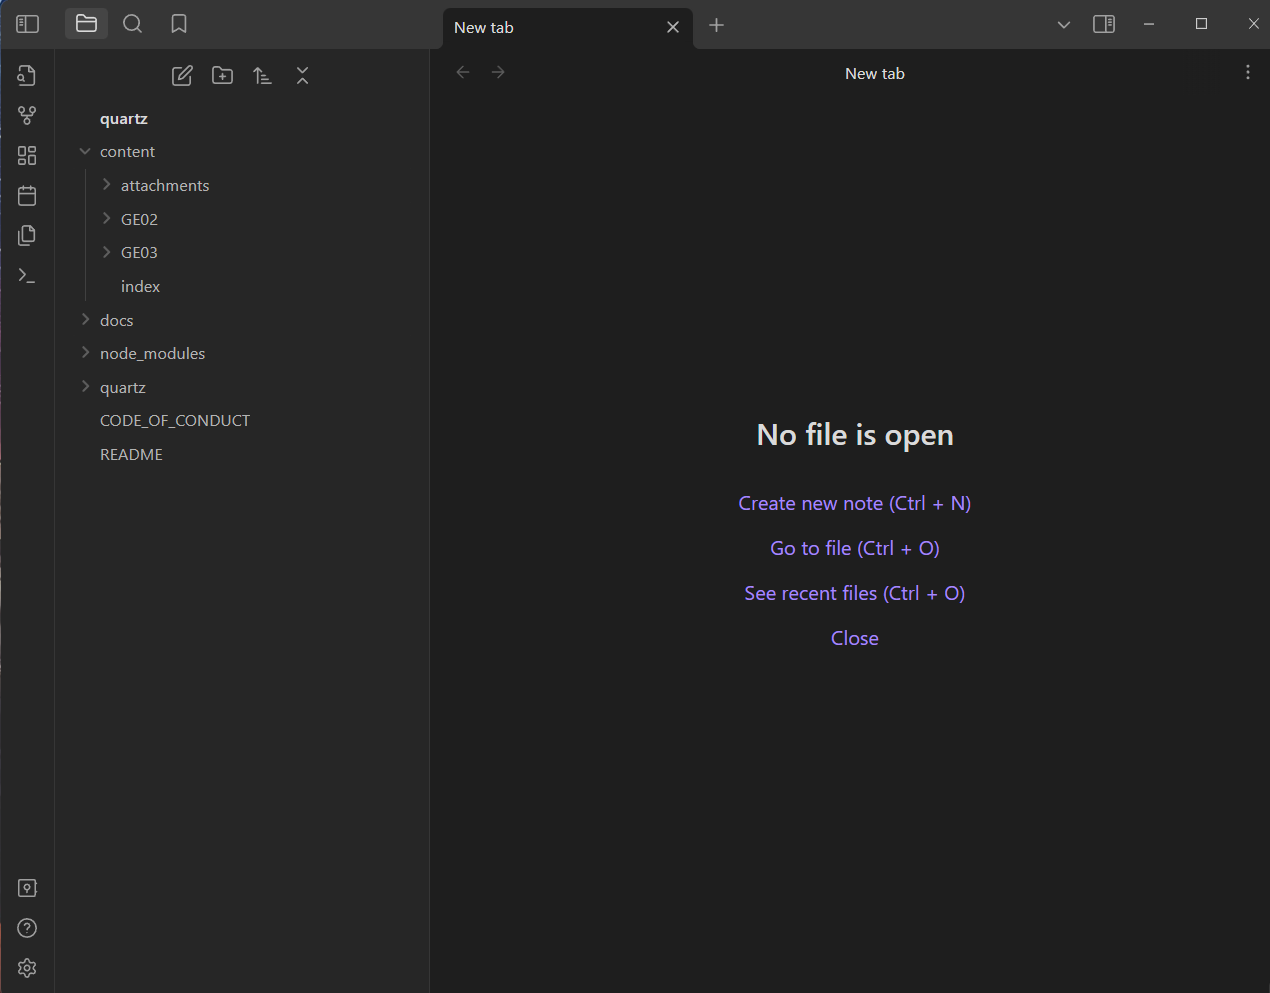 New tab
New tab
quartz
content
attachments
GE02
GE03
index
docs
node_modules
quartz
CODE_OF_CONDUCT
README
No file is open
Create new note (Ctrl + N)
Go to file (Ctrl + O)
See recent files (Ctrl + O)
Close